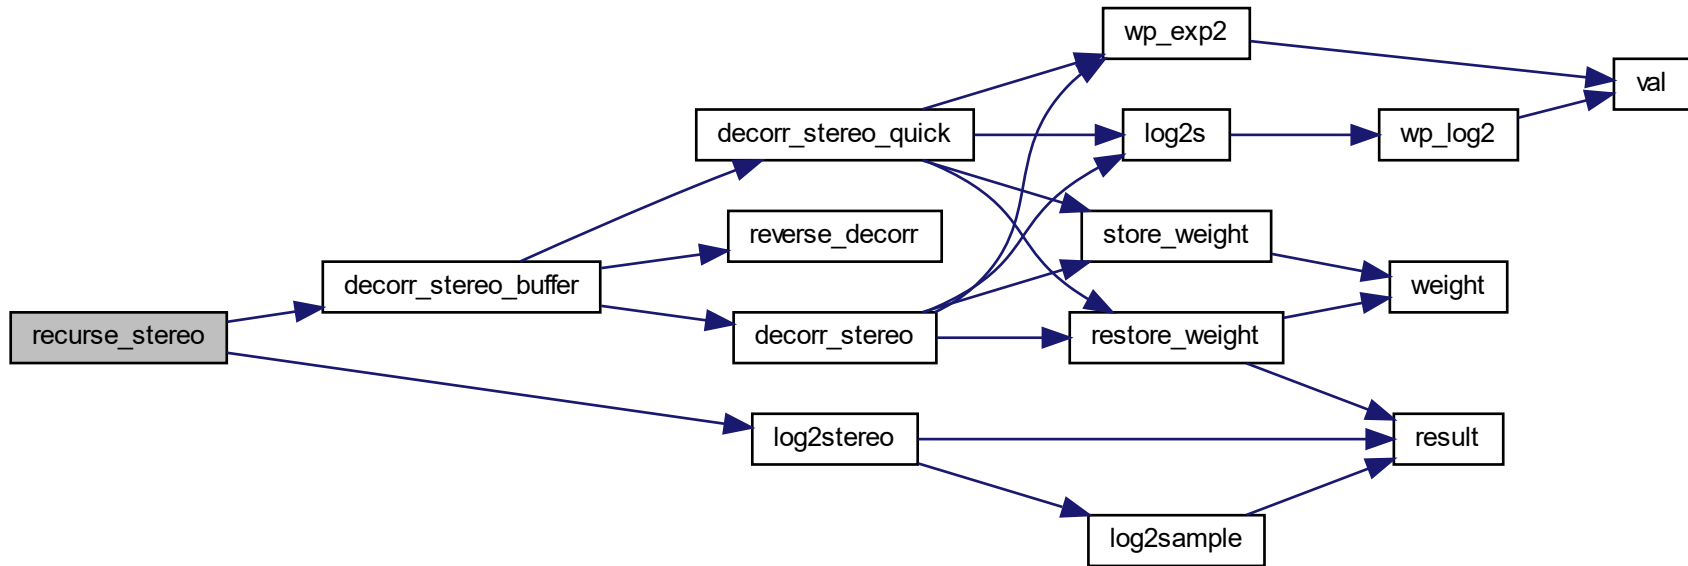 recurse_stereo
decorr_stereo_buffer
decorr_stereo_quick
reverse_decorr
decorr_stereo
log2stereo
wp_exp2
log2s
store_weight
restore_weight
log2sample
wp_log2
weight
result
val